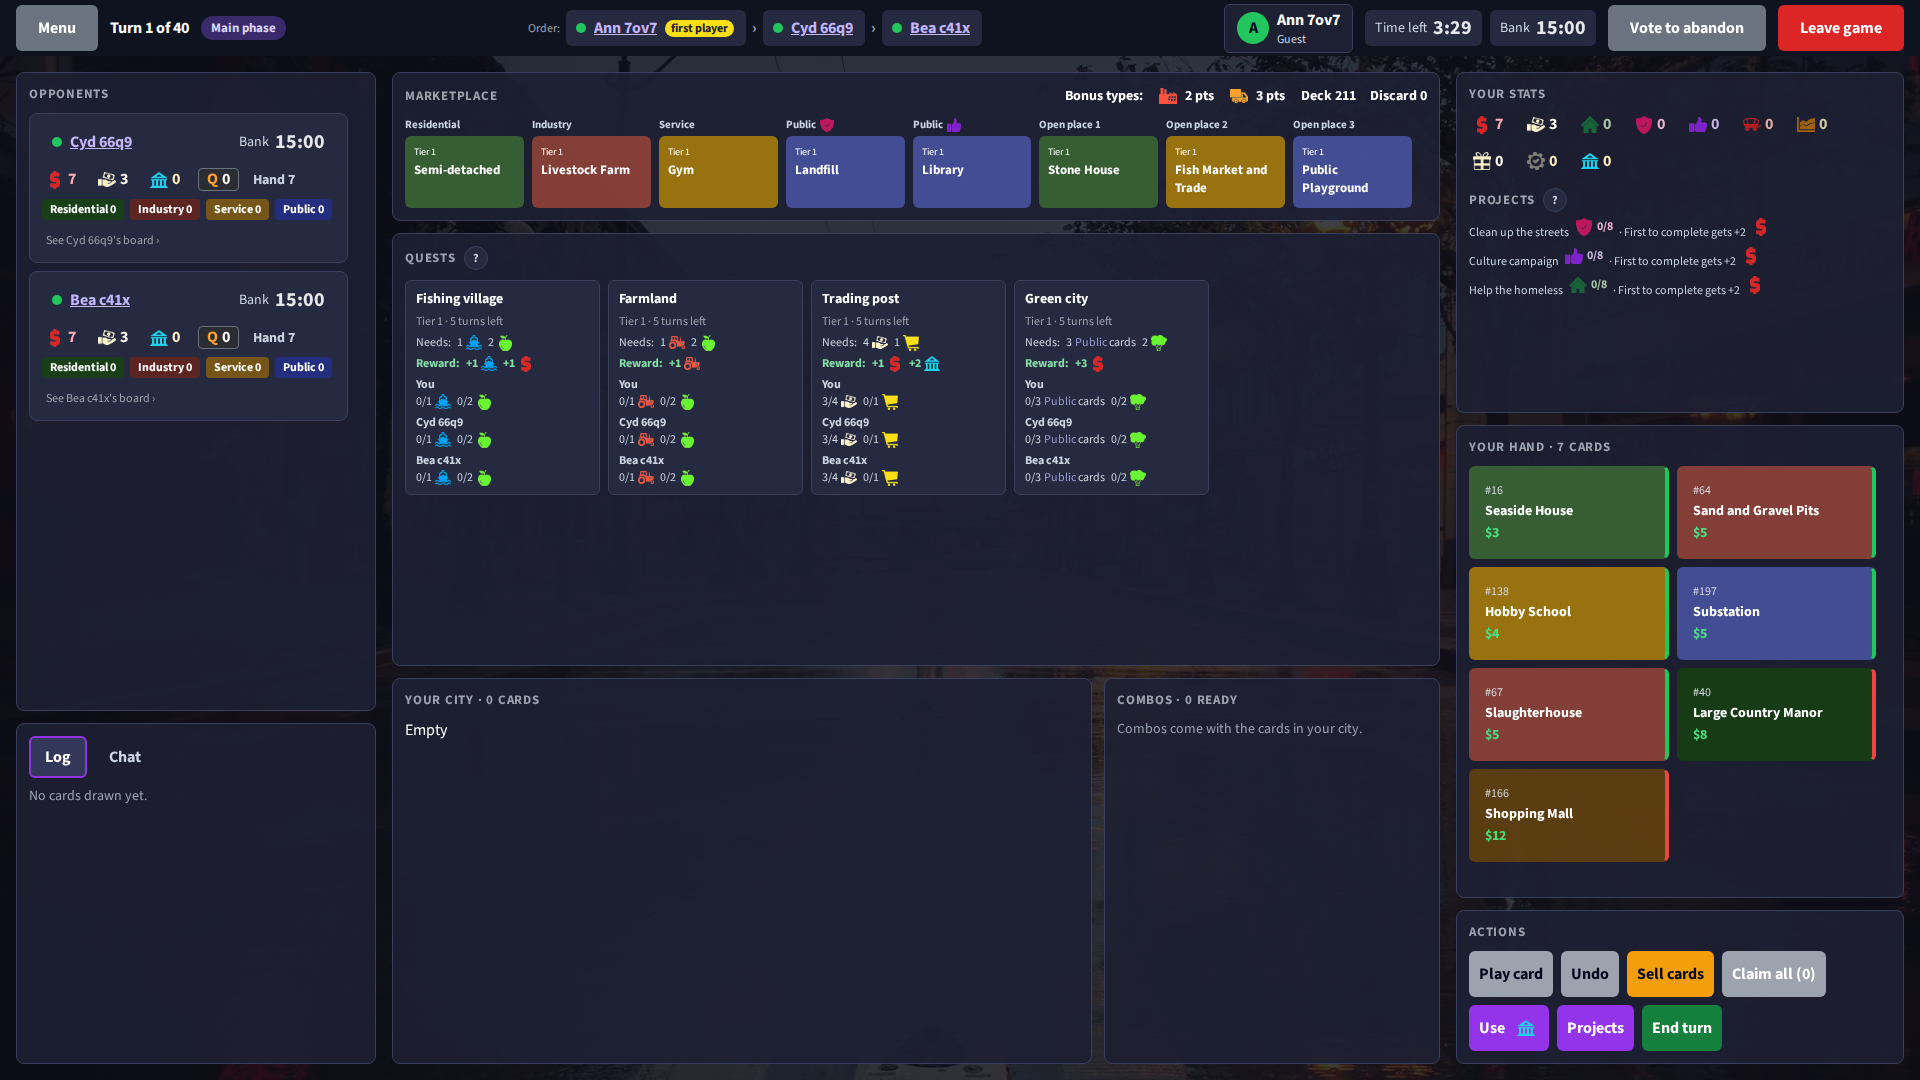 Menu
Turn 1 of 40
Main phase
Order:
Ann 7ov7 first player › Cyd 66q9 › Bea c41x
A
Ann 7ov7
Guest
Time left 3:29
Bank 15:00
Vote to abandon
Leave game
OPPONENTS
Cyd 66q9 Bank 15:00
7 3 0 Q 0 Hand 7
Residential 0 Industry 0 Service 0 Public 0
See Cyd 66q9's board ›
Bea c41x Bank 15:00
7 3 0 Q 0 Hand 7
Residential 0 Industry 0 Service 0 Public 0
See Bea c41x's board ›
Log Chat
No cards drawn yet.
MARKETPLACE
Bonus types: 2 pts 3 pts Deck 211 Discard 0
Residential Industry Service Public Public Open place 1 Open place 2 Open place 3
Tier 1
Semi-detached
Tier 1
Livestock Farm
Tier 1
Gym
Tier 1
Landfill
Tier 1
Library
Tier 1
Stone House
Tier 1
Fish Market and
Trade
Tier 1
Public
Playground
QUESTS ?
Fishing village
Tier 1 · 5 turns left
Needs: 1 2
Reward: +1 +1
You
0/1 0/2
Cyd 66q9
0/1 0/2
Bea c41x
0/1 0/2
Farmland
Tier 1 · 5 turns left
Needs: 1 2
Reward: +1
You
0/1 0/2
Cyd 66q9
0/1 0/2
Bea c41x
0/1 0/2
Trading post
Tier 1 · 5 turns left
Needs: 4 1
Reward: +1 +2
You
3/4 0/1
Cyd 66q9
3/4 0/1
Bea c41x
3/4 0/1
Green city
Tier 1 · 5 turns left
Needs: 3 Public cards 2
Reward: +3
You
0/3 Public cards 0/2
Cyd 66q9
0/3 Public cards 0/2
Bea c41x
0/3 Public cards 0/2
YOUR CITY · 0 CARDS
Empty
COMBOS · 0 READY
Combos come with the cards in your city.
YOUR STATS
7 3 0 0 0 0 0
0 0 0
PROJECTS ?
Clean up the streets 0/8 · First to complete gets +2
Culture campaign 0/8 · First to complete gets +2
Help the homeless 0/8 · First to complete gets +2
YOUR HAND · 7 CARDS
#16
Seaside House
$3
#64
Sand and Gravel Pits
$5
#138
Hobby School
$4
#197
Substation
$5
#67
Slaughterhouse
$5
#40
Large Country Manor
$8
#166
Shopping Mall
$12
ACTIONS
Play card Undo Sell cards Claim all (0)
Use Projects End turn